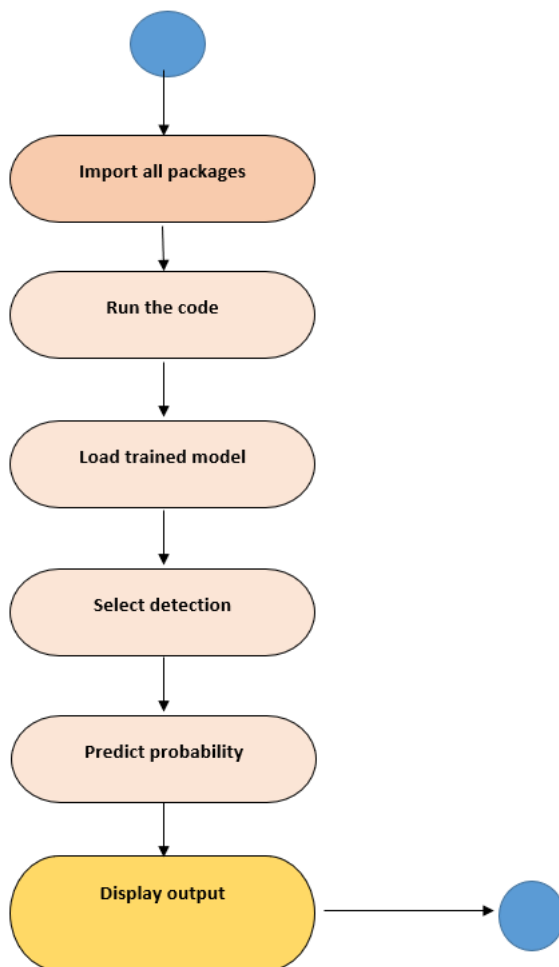 Import all packages
Run the code
Load trained model
Select detection
Predict probability
Display output